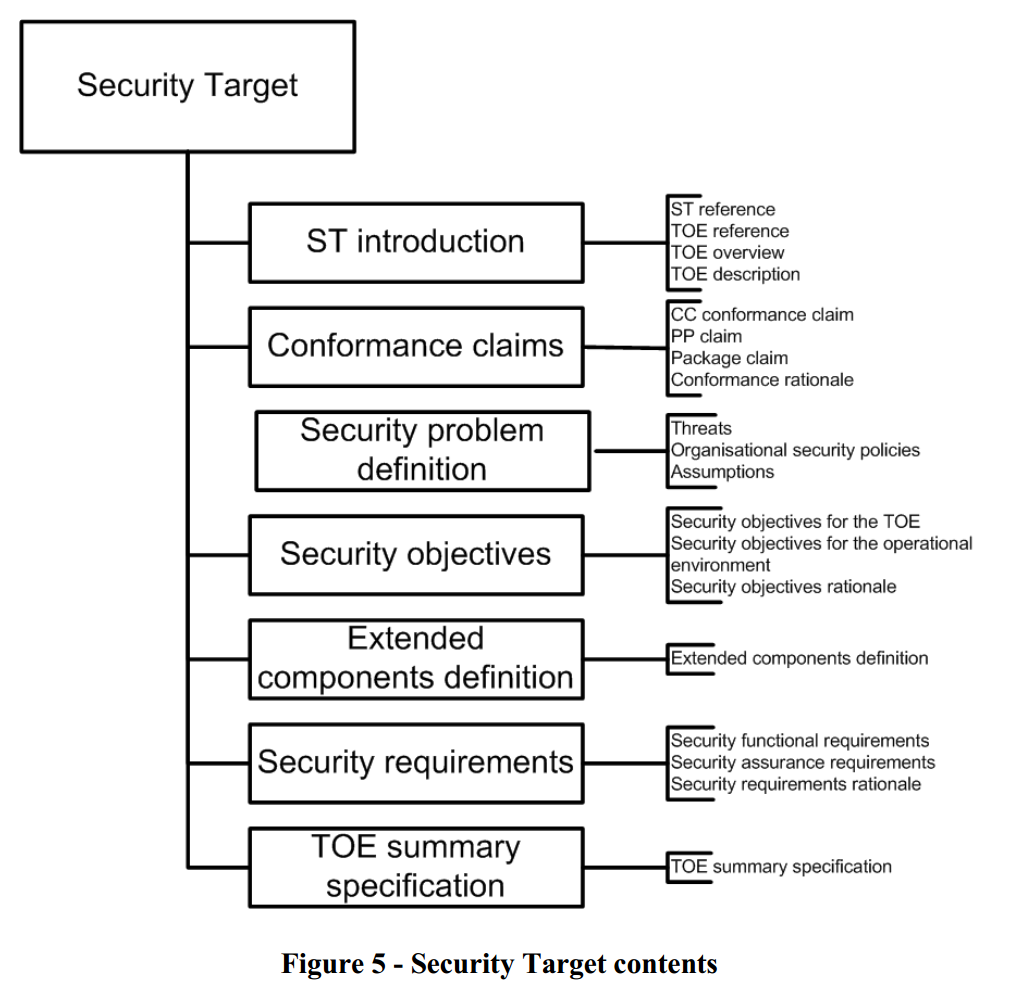 Security Target
ST introduction
ST reference
TOE reference
TOE overview
TOE description
Conformance claims
CC conformance claim
PP claim
Package claim
Conformance rationale
Security problem
definition
Threats
Organisational security policies
Assumptions
Security objectives
Security objectives for the TOE
Security objectives for the operational
environment
Security objectives rationale
Extended
components definition
Extended components definition
Security requirements
Security functional requirements
Security assurance requirements
Security requirements rationale
TOE summary
specification
TOE summary specification
Figure 5 - Security Target contents